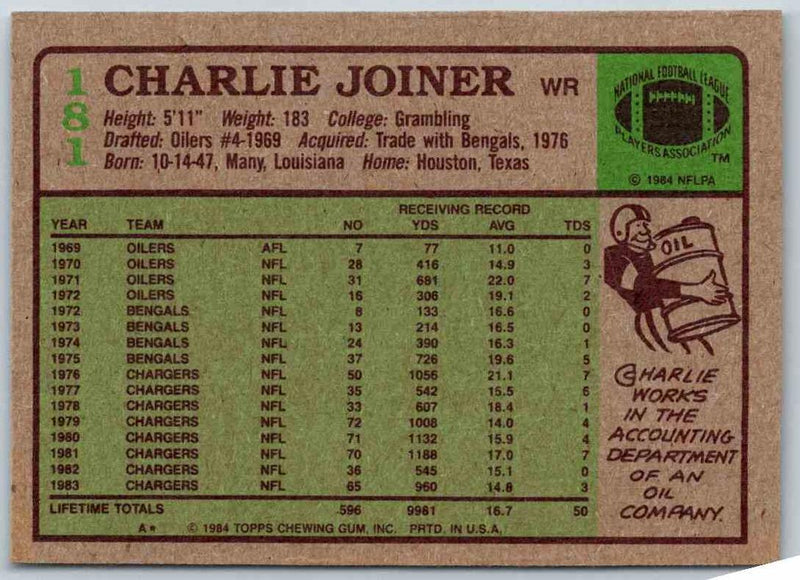 181
CHARLIE JOINER WR
Height: 5'11" Weight: 183 College: Grambling
Drafted: Oilers #4-1969 Acquired: Trade with Bengals, 1976
Born: 10-14-47, Many, Louisiana Home: Houston, Texas
NATIONAL FOOTBALL LEAGUE
PLAYERS ASSOCIATION
TM
© 1984 NFLPA
RECEIVING RECORD
YEAR TEAM NO YDS AVG TDS
1969 OILERS AFL 7 77 11.0 0
1970 OILERS NFL 28 416 14.9 3
1971 OILERS NFL 31 681 22.0 7
1972 OILERS NFL 16 306 19.1 2
1972 BENGALS NFL 8 133 16.6 0
1973 BENGALS NFL 13 214 16.5 0
1974 BENGALS NFL 24 390 16.3 1
1975 BENGALS NFL 37 726 19.6 5
1976 CHARGERS NFL 50 1056 21.1 7
1977 CHARGERS NFL 35 542 15.5 6
1978 CHARGERS NFL 33 607 18.4 1
1979 CHARGERS NFL 72 1008 14.0 4
1980 CHARGERS NFL 71 1132 15.9 4
1981 CHARGERS NFL 70 1188 17.0 7
1982 CHARGERS NFL 36 545 15.1 0
1983 CHARGERS NFL 65 960 14.8 3
LIFETIME TOTALS 596 9981 16.7 50
A* © 1984 TOPPS CHEWING GUM, INC. PRTD. IN U.S.A.
OIL
CHARLIE
WORKS
IN THE
ACCOUNTING
DEPARTMENT
OF AN
OIL
COMPANY.